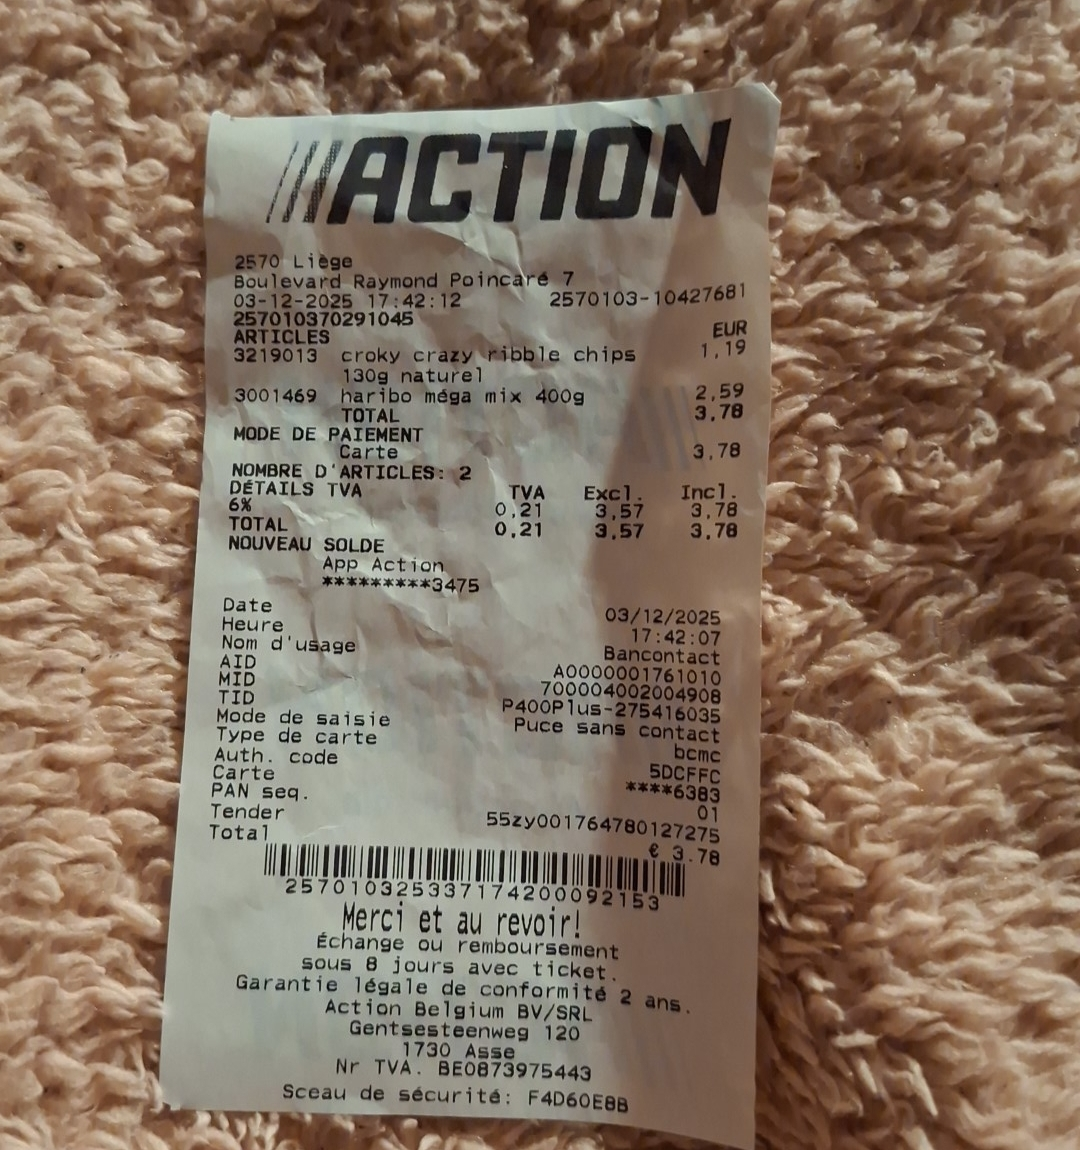 ACTION
2570 Liège
Boulevard Raymond Poincaré 7
03-12-2025 17:42:12 2570103-10427681
257010370291045
ARTICLES EUR
3219013 croky crazy ribble chips 1,19
130g naturel
3001469 haribo méga mix 400g 2,59
TOTAL 3,78
MODE DE PAIEMENT
Carte 3,78
NOMBRE D'ARTICLES: 2
DÉTAILS TVA TVA Excl. Incl.
6% 0,21 3,57 3,78
TOTAL 0,21 3,57 3,78
NOUVEAU SOLDE
App Action
*********3475
Date 03/12/2025
Heure 17:42:07
Nom d'usage Bancontact
AID A0000001761010
MID 700004002004908
TID P400Plus-275416035
Mode de saisie Puce sans contact
Type de carte bcmc
Auth. code 5DCFFC
Carte ****6383
PAN seq. 01
Tender 55zy001764780127275
Total € 3.78
257010325337174200092153
Merci et au revoir!
Échange ou remboursement
sous 8 jours avec ticket.
Garantie légale de conformité 2 ans.
Action Belgium BV/SRL
Gentsesteenweg 120
1730 Asse
Nr TVA. BE0873975443
Sceau de sécurité: F4D60E8B